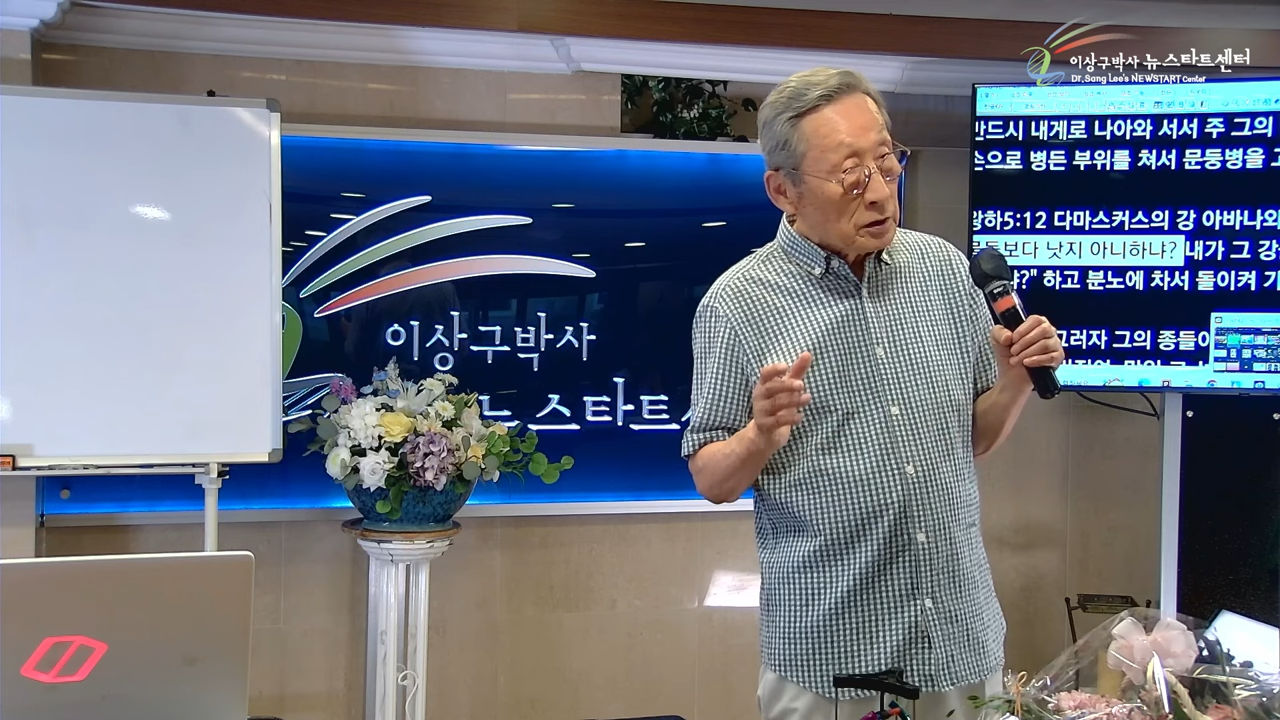 이상구박사 뉴스타트센터
Dr. Sang Lee's NEWSTART Center
이상구박사
뉴스타트
반드시 내게로 나아와 서서 주 그의
손으로 병든 부위를 쳐서 문둥병을
왕하5:12 다마스커스의 강 아바나와
보다 낫지 아니하냐? 내가 그 강
냐?" 하고 분노에 차서 돌이켜 가
그러자 그의 종들이